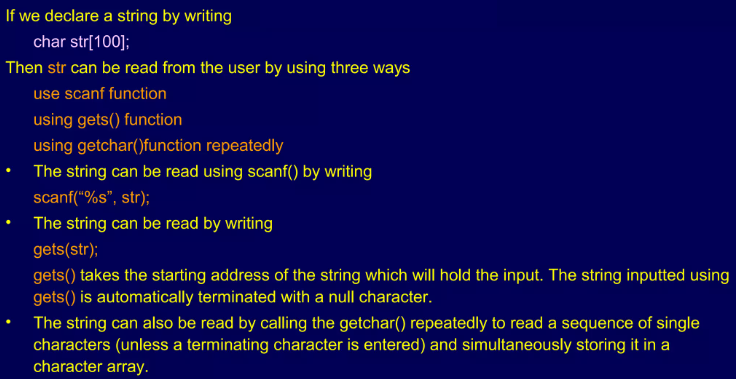 If we declare a string by writing
char str[100];
Then str can be read from the user by using three ways
use scanf function
using gets() function
using getchar()function repeatedly
• The string can be read using scanf() by writing
scanf(“%s”, str);
• The string can be read by writing
gets(str);
gets() takes the starting address of the string which will hold the input. The string inputted using
gets() is automatically terminated with a null character.
• The string can also be read by calling the getchar() repeatedly to read a sequence of single
characters (unless a terminating character is entered) and simultaneously storing it in a
character array.